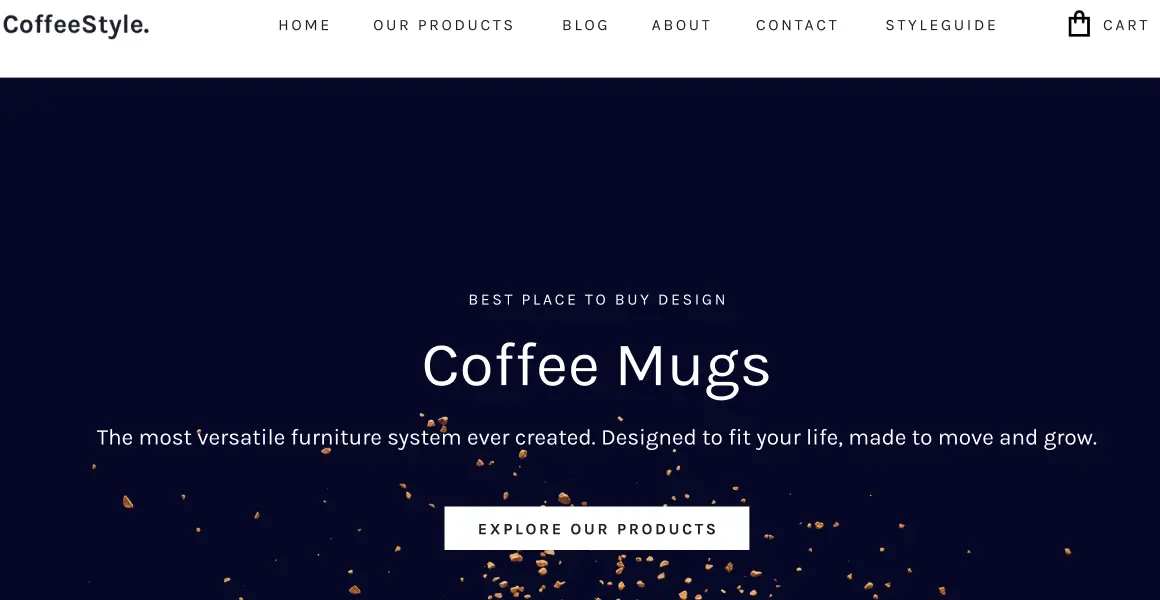 CoffeeStyle.
HOME
OUR PRODUCTS
BLOG
ABOUT
CONTACT
STYLEGUIDE
CART
BEST PLACE TO BUY DESIGN
Coffee Mugs
The most versatile furniture system ever created. Designed to fit your life, made to move and grow.
EXPLORE OUR PRODUCTS